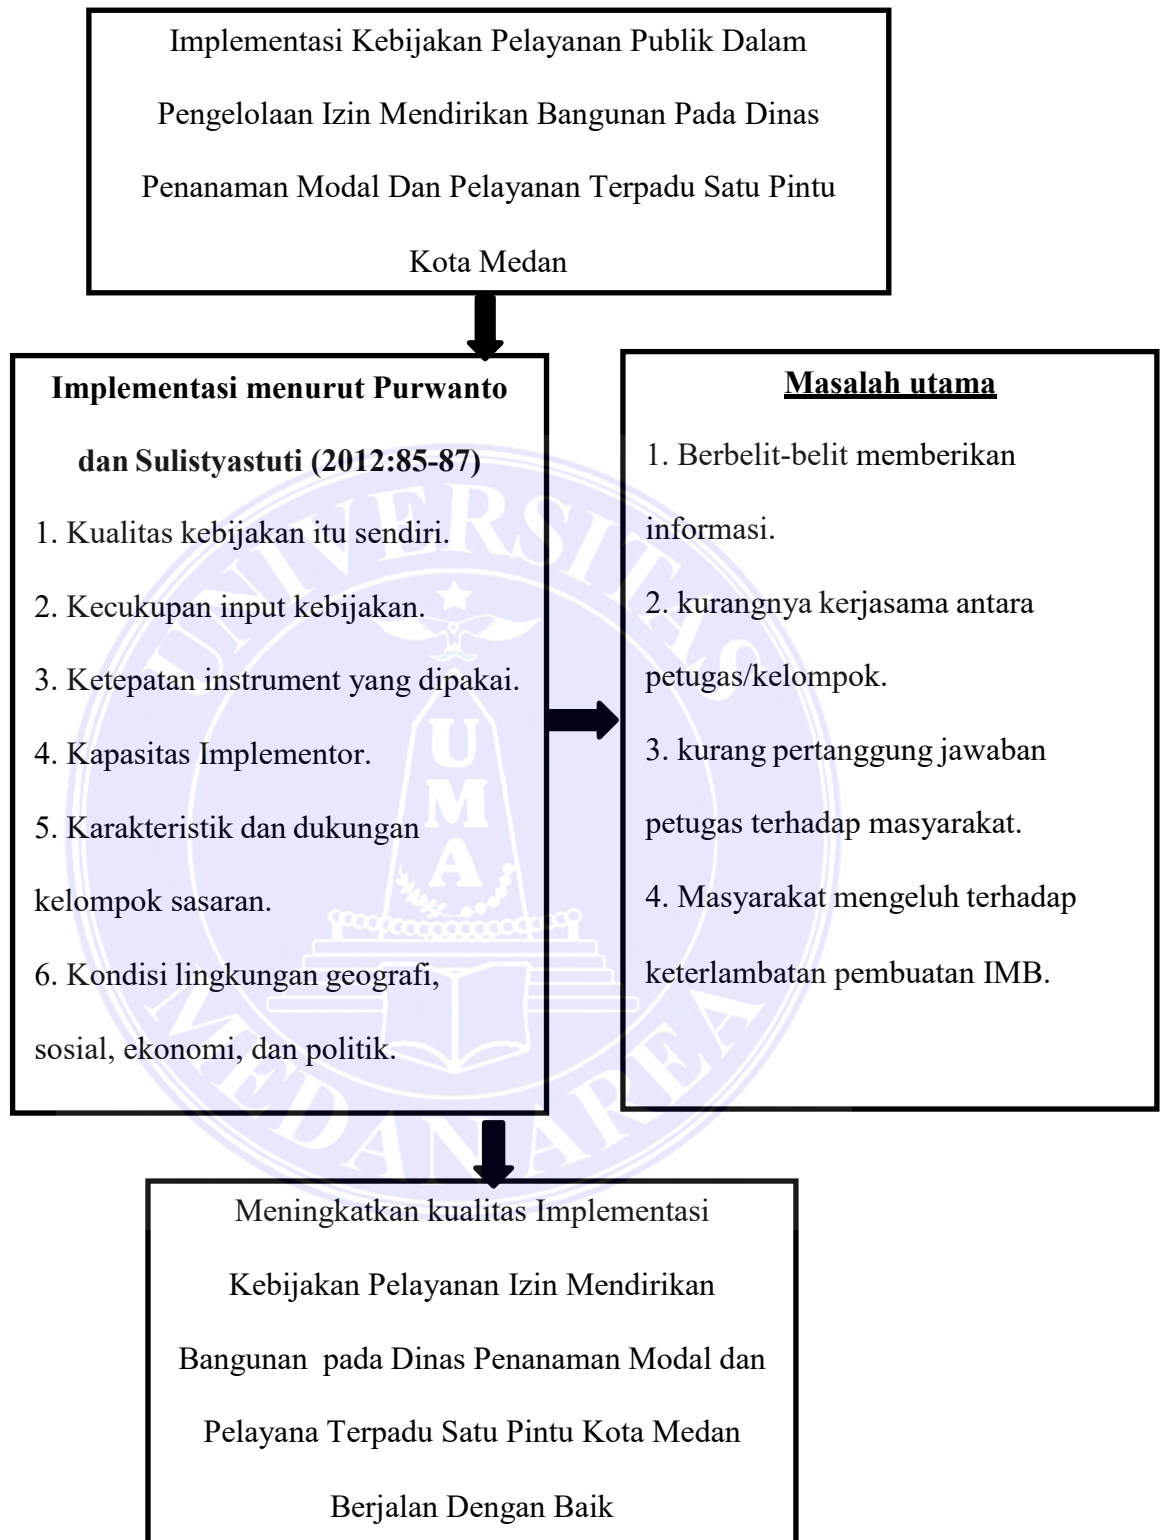 Implementasi Kebijakan Pelayanan Publik Dalam
Pengelolaan Izin Mendirikan Bangunan Pada Dinas
Penanaman Modal Dan Pelayanan Terpadu Satu Pintu
Kota Medan
Implementasi menurut Purwanto
dan Sulistyastuti (2012:85-87)
1. Kualitas kebijakan itu sendiri.
2. Kecukupan input kebijakan.
3. Ketepatan instrument yang dipakai.
4. Kapasitas Implementor.
5. Karakteristik dan dukungan
kelompok sasaran.
6. Kondisi lingkungan geografi,
sosial, ekonomi, dan politik.
Masalah utama
1. Berbelit-belit memberikan
informasi.
2. kurangnya kerjasama antara
petugas/kelompok.
3. kurang pertanggung jawaban
petugas terhadap masyarakat.
4. Masyarakat mengeluh terhadap
keterlambatan pembuatan IMB.
Meningkatkan kualitas Implementasi
Kebijakan Pelayanan Izin Mendirikan
Bangunan pada Dinas Penanaman Modal dan
Pelayana Terpadu Satu Pintu Kota Medan
Berjalan Dengan Baik
UNIVERSITAS
UMA
MEDAN AREA